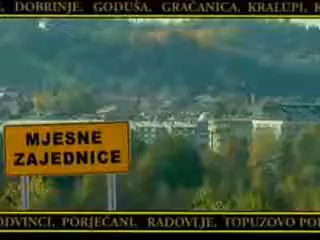 DOBRINJE, GODUŠA, GRAČANICA, KRALUPI,
MJESNE
ZAJEDNICE
PORJEČANI, RADOVLJE, TOPUZOVO